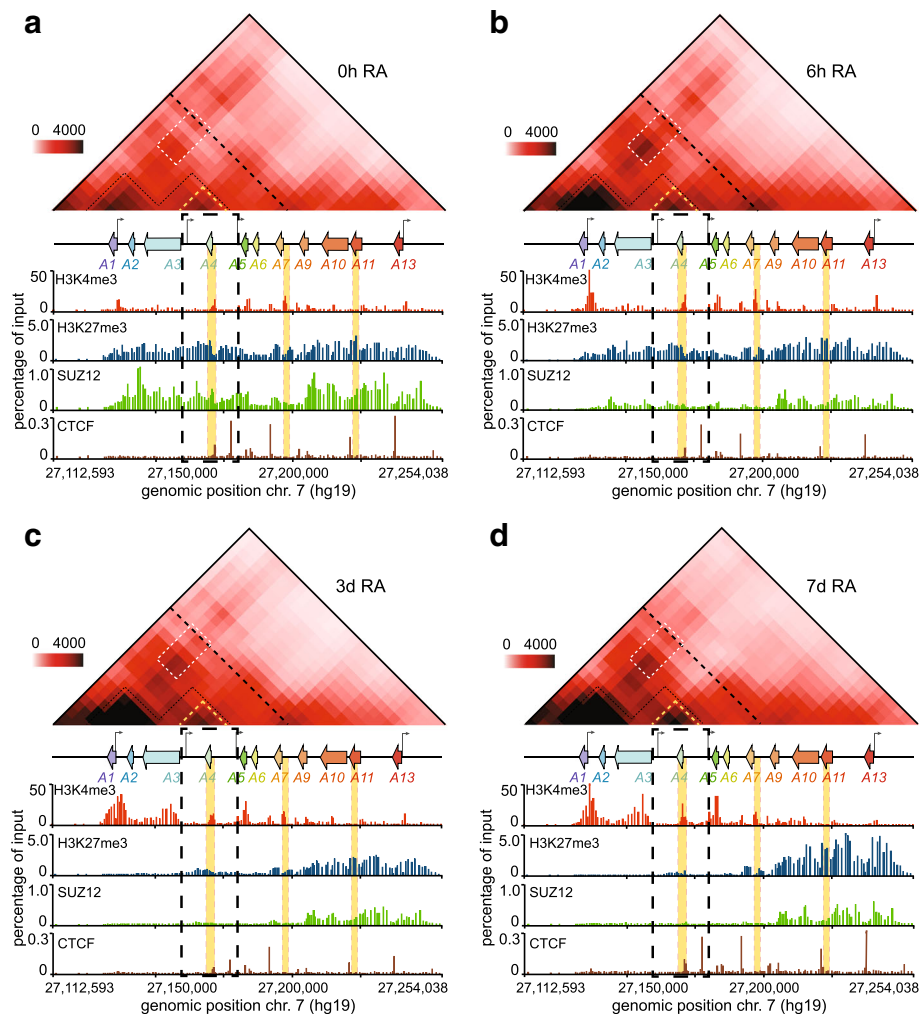 a
0h RA
0 4000
A1 A2 A3 A4 A5 A6 A7 A9 A10 A11 A13
percentage of input
50
H3K4me3
0
5.0
H3K27me3
0
1.0
SUZ12
0
0.3
CTCF
0
27,112,593 27,150,000 27,200,000 27,254,038
genomic position chr. 7 (hg19)
b
6h RA
0 4000
A1 A2 A3 A4 A5 A6 A7 A9 A10 A11 A13
percentage of input
50
H3K4me3
0
5.0
H3K27me3
0
1.0
SUZ12
0
0.3
CTCF
0
27,112,593 27,150,000 27,200,000 27,254,038
genomic position chr. 7 (hg19)
c
3d RA
0 4000
A1 A2 A3 A4 A5 A6 A7 A9 A10 A11 A13
percentage of input
50
H3K4me3
0
5.0
H3K27me3
0
1.0
SUZ12
0
0.3
CTCF
0
27,112,593 27,150,000 27,200,000 27,254,038
genomic position chr. 7 (hg19)
d
7d RA
0 4000
A1 A2 A3 A4 A5 A6 A7 A9 A10 A11 A13
percentage of input
50
H3K4me3
0
5.0
H3K27me3
0
1.0
SUZ12
0
0.3
CTCF
0
27,112,593 27,150,000 27,200,000 27,254,038
genomic position chr. 7 (hg19)